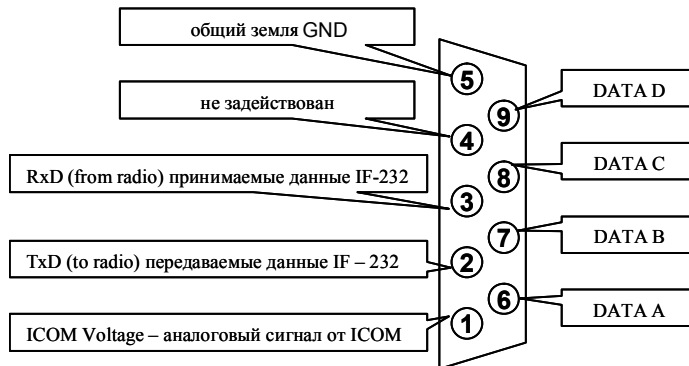 общий земля GND
5
9
DATA D
не задействован
4
8
DATA C
RxD (from radio) принимаемые данные IF-232
3
7
DATA B
TxD (to radio) передаваемые данные IF – 232
2
6
DATA A
ICOM Voltage – аналоговый сигнал от ICOM
1